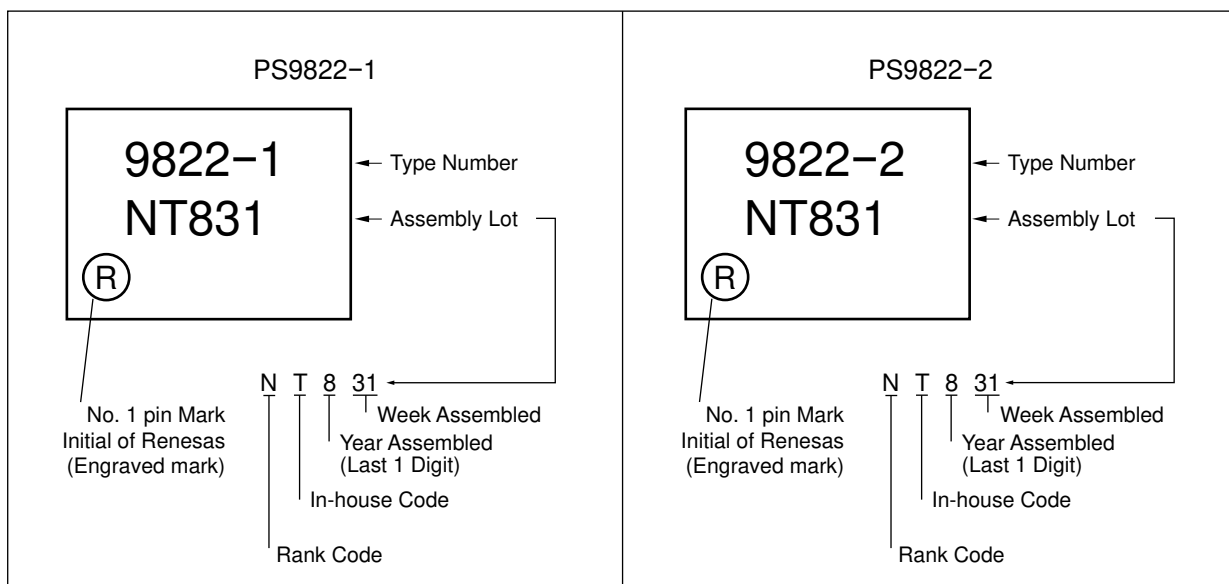 PS9822−1
9822−1
NT831
R
Type Number
Assembly Lot
N T 8 31
No. 1 pin Mark
Initial of Renesas
(Engraved mark)
Week Assembled
Year Assembled
(Last 1 Digit)
In-house Code
Rank Code
PS9822−2
9822−2
NT831
R
Type Number
Assembly Lot
N T 8 31
No. 1 pin Mark
Initial of Renesas
(Engraved mark)
Week Assembled
Year Assembled
(Last 1 Digit)
In-house Code
Rank Code